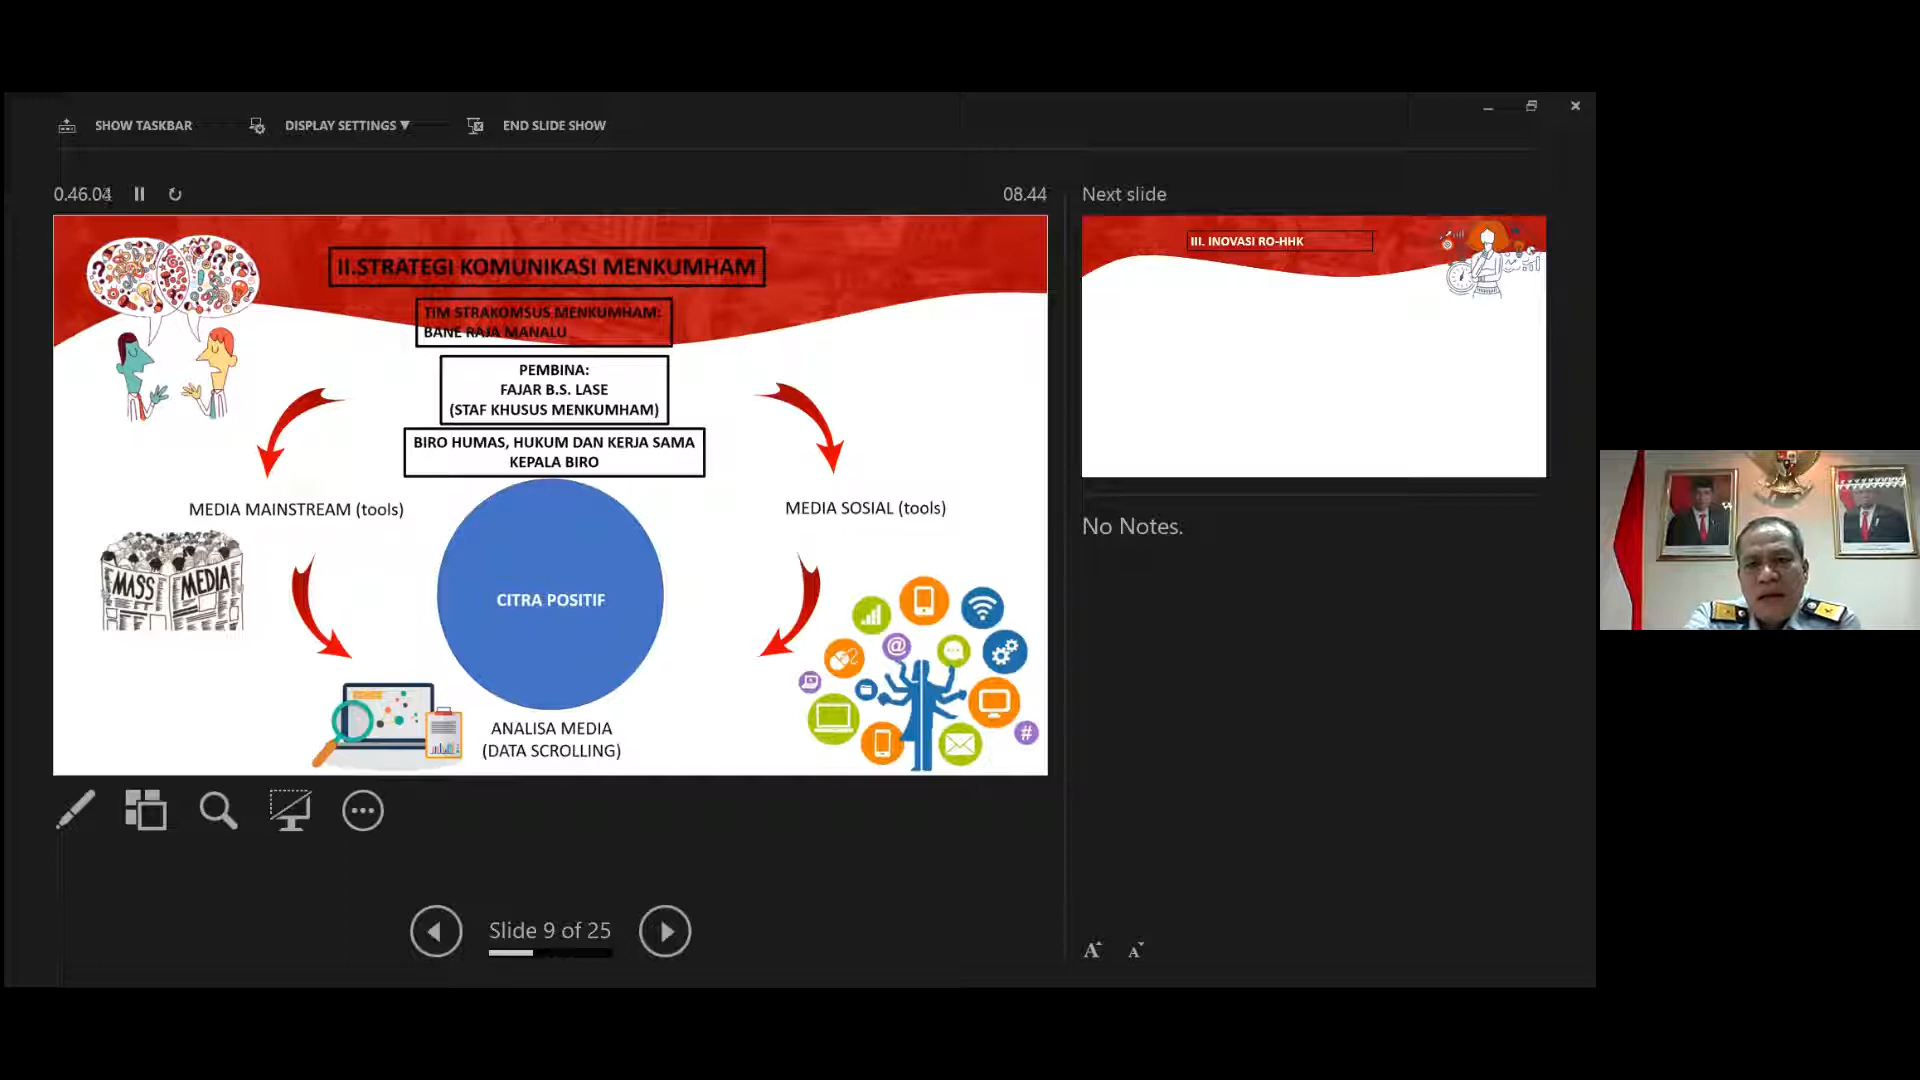 SHOW TASKBAR
DISPLAY SETTINGS ▼
END SLIDE SHOW
0.46.04
08.44
II.STRATEGI KOMUNIKASI MENKUMHAM
TIM STRAKOMSUS MENKUMHAM:
BANE RAJA MANALU
PEMBINA:
FAJAR B.S. LASE
(STAF KHUSUS MENKUMHAM)
BIRO HUMAS, HUKUM DAN KERJA SAMA
KEPALA BIRO
MEDIA MAINSTREAM (tools)
MEDIA SOSIAL (tools)
MASS MEDIA
CITRA POSITIF
@
#
ANALISA MEDIA
(DATA SCROLLING)
Slide 9 of 25
Next slide
III. INOVASI RO-HHK
No Notes.
A
A